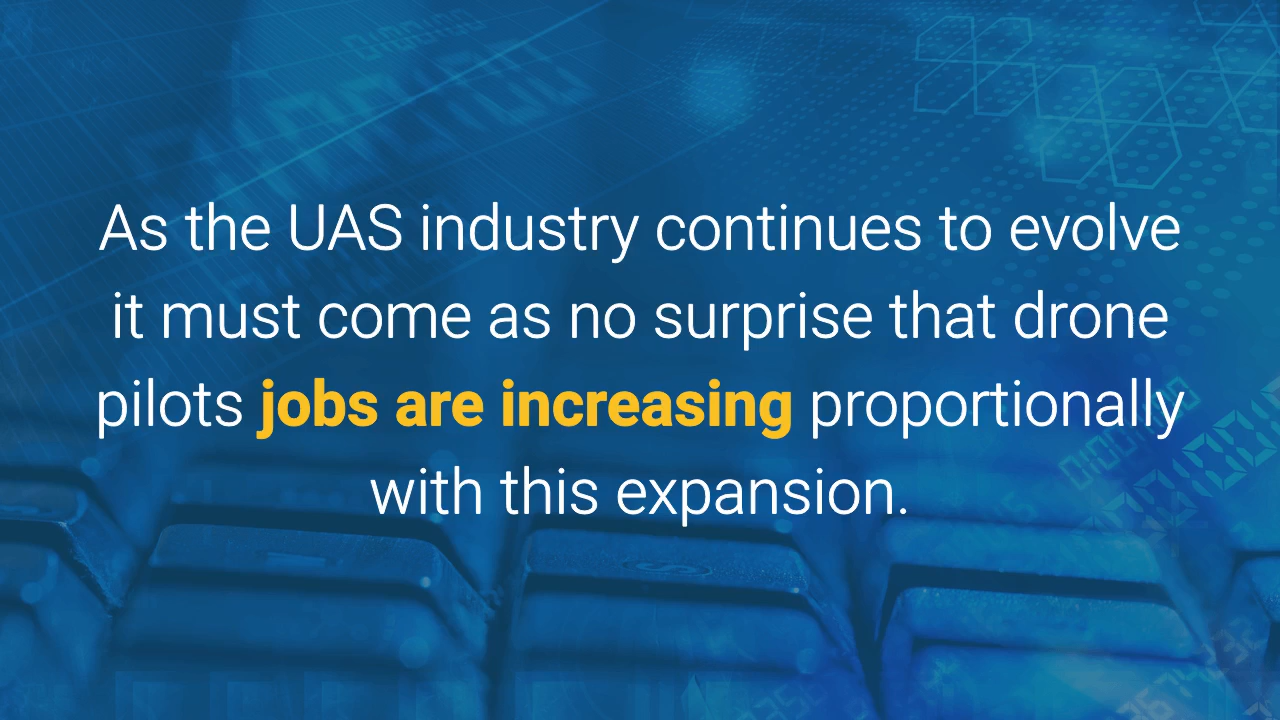 As the UAS industry continues to evolve
it must come as no surprise that drone
pilots jobs are increasing proportionally
with this expansion.